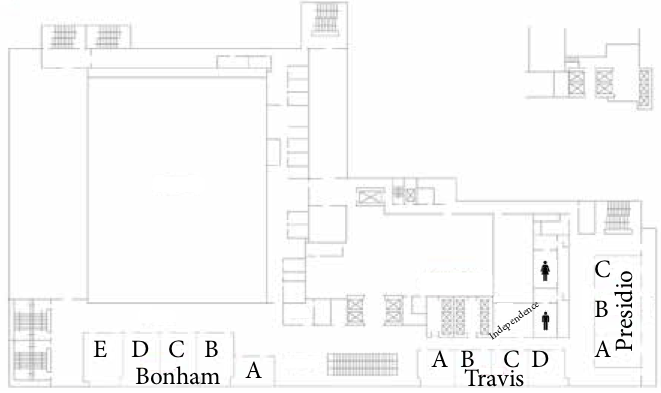 E D C B A
Bonham
A B C D
Travis
Independence
C
B
A
Presidio